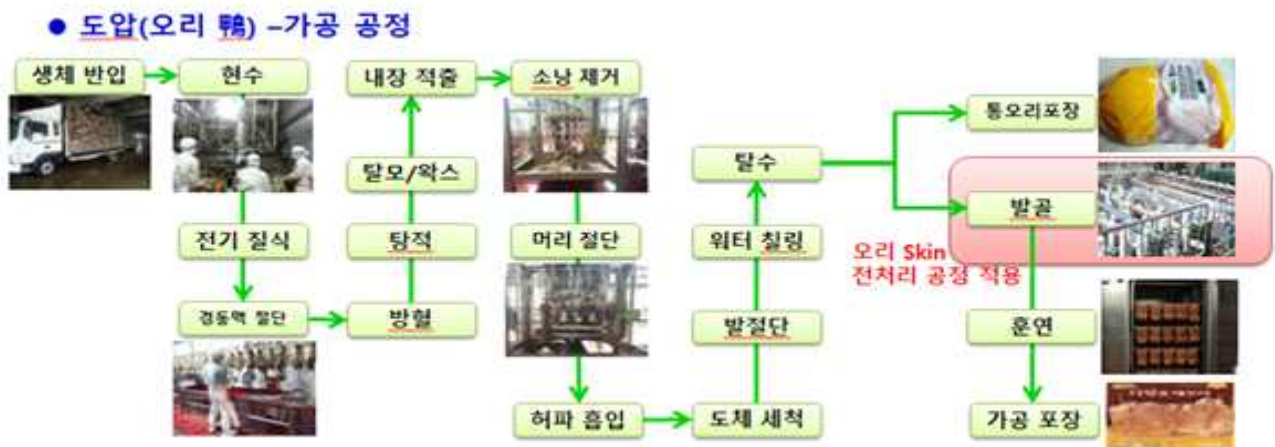 ● 도압(오리 鴨) –가공 공정
생체 반입
현수
전기 질식
경동맥 절단
방혈
탕적
탈모/왁스
내장 적출
소낭 제거
머리 절단
허파 흡입
도체 세척
발절단
워터 칠링
탈수
통오리포장
발골
오리 Skin
전처리 공정 적용
훈연
가공 포장